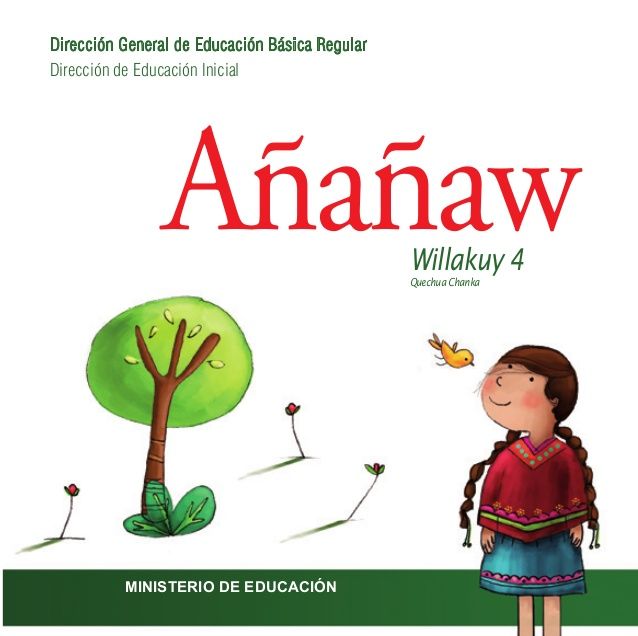 Dirección General de Educación Básica Regular
Dirección de Educación Inicial
Añañaw
Willakuy 4
Quechua Chanka
MINISTERIO DE EDUCACIÓN